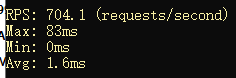 RPS: 704.1 (requests/second)
Max: 83ms
Min: 0ms
Avg: 1.6ms